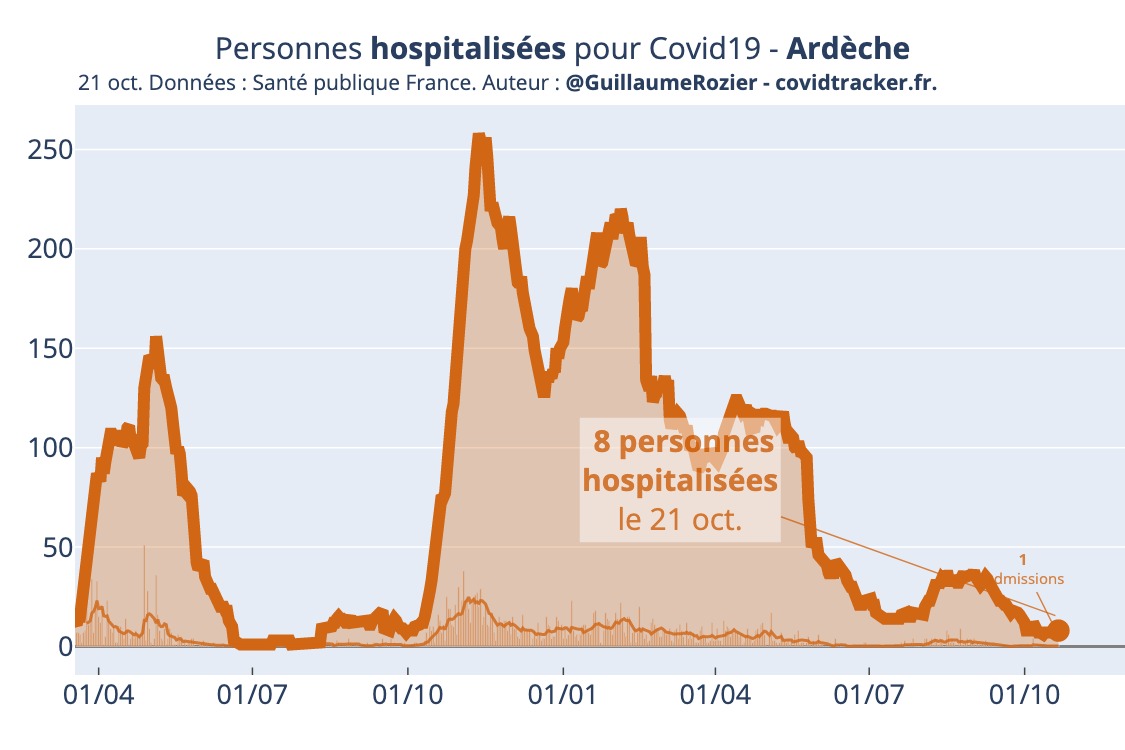 Personnes hospitalisées pour Covid19 - Ardèche
21 oct. Données : Santé publique France. Auteur : @GuillaumeRozier - covidtracker.fr.
250
200
150
100
50
0
8 personnes
hospitalisées
le 21 oct.
1
dmissions
01/04 01/07 01/10 01/01 01/04 01/07 01/10